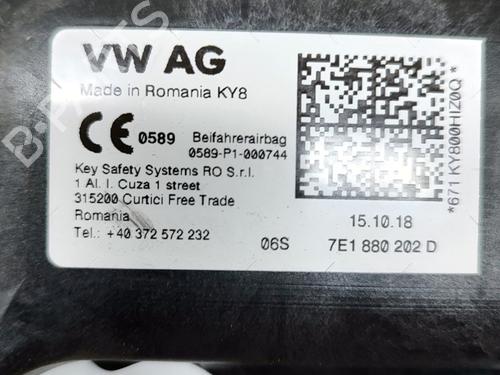 VW AG
Made in Romania KY8
CE 0589 Beifahrerairbag
0589-P1-000744
Key Safety Systems RO S.r.l.
1 Al. I. Cuza 1 street
315200 Curtici Free Trade
Romania
Tel.: +40 372 572 232
06S
*671 KY800HIZ0Q*
15.10.18
7E1 880 202 D
B-PARTS